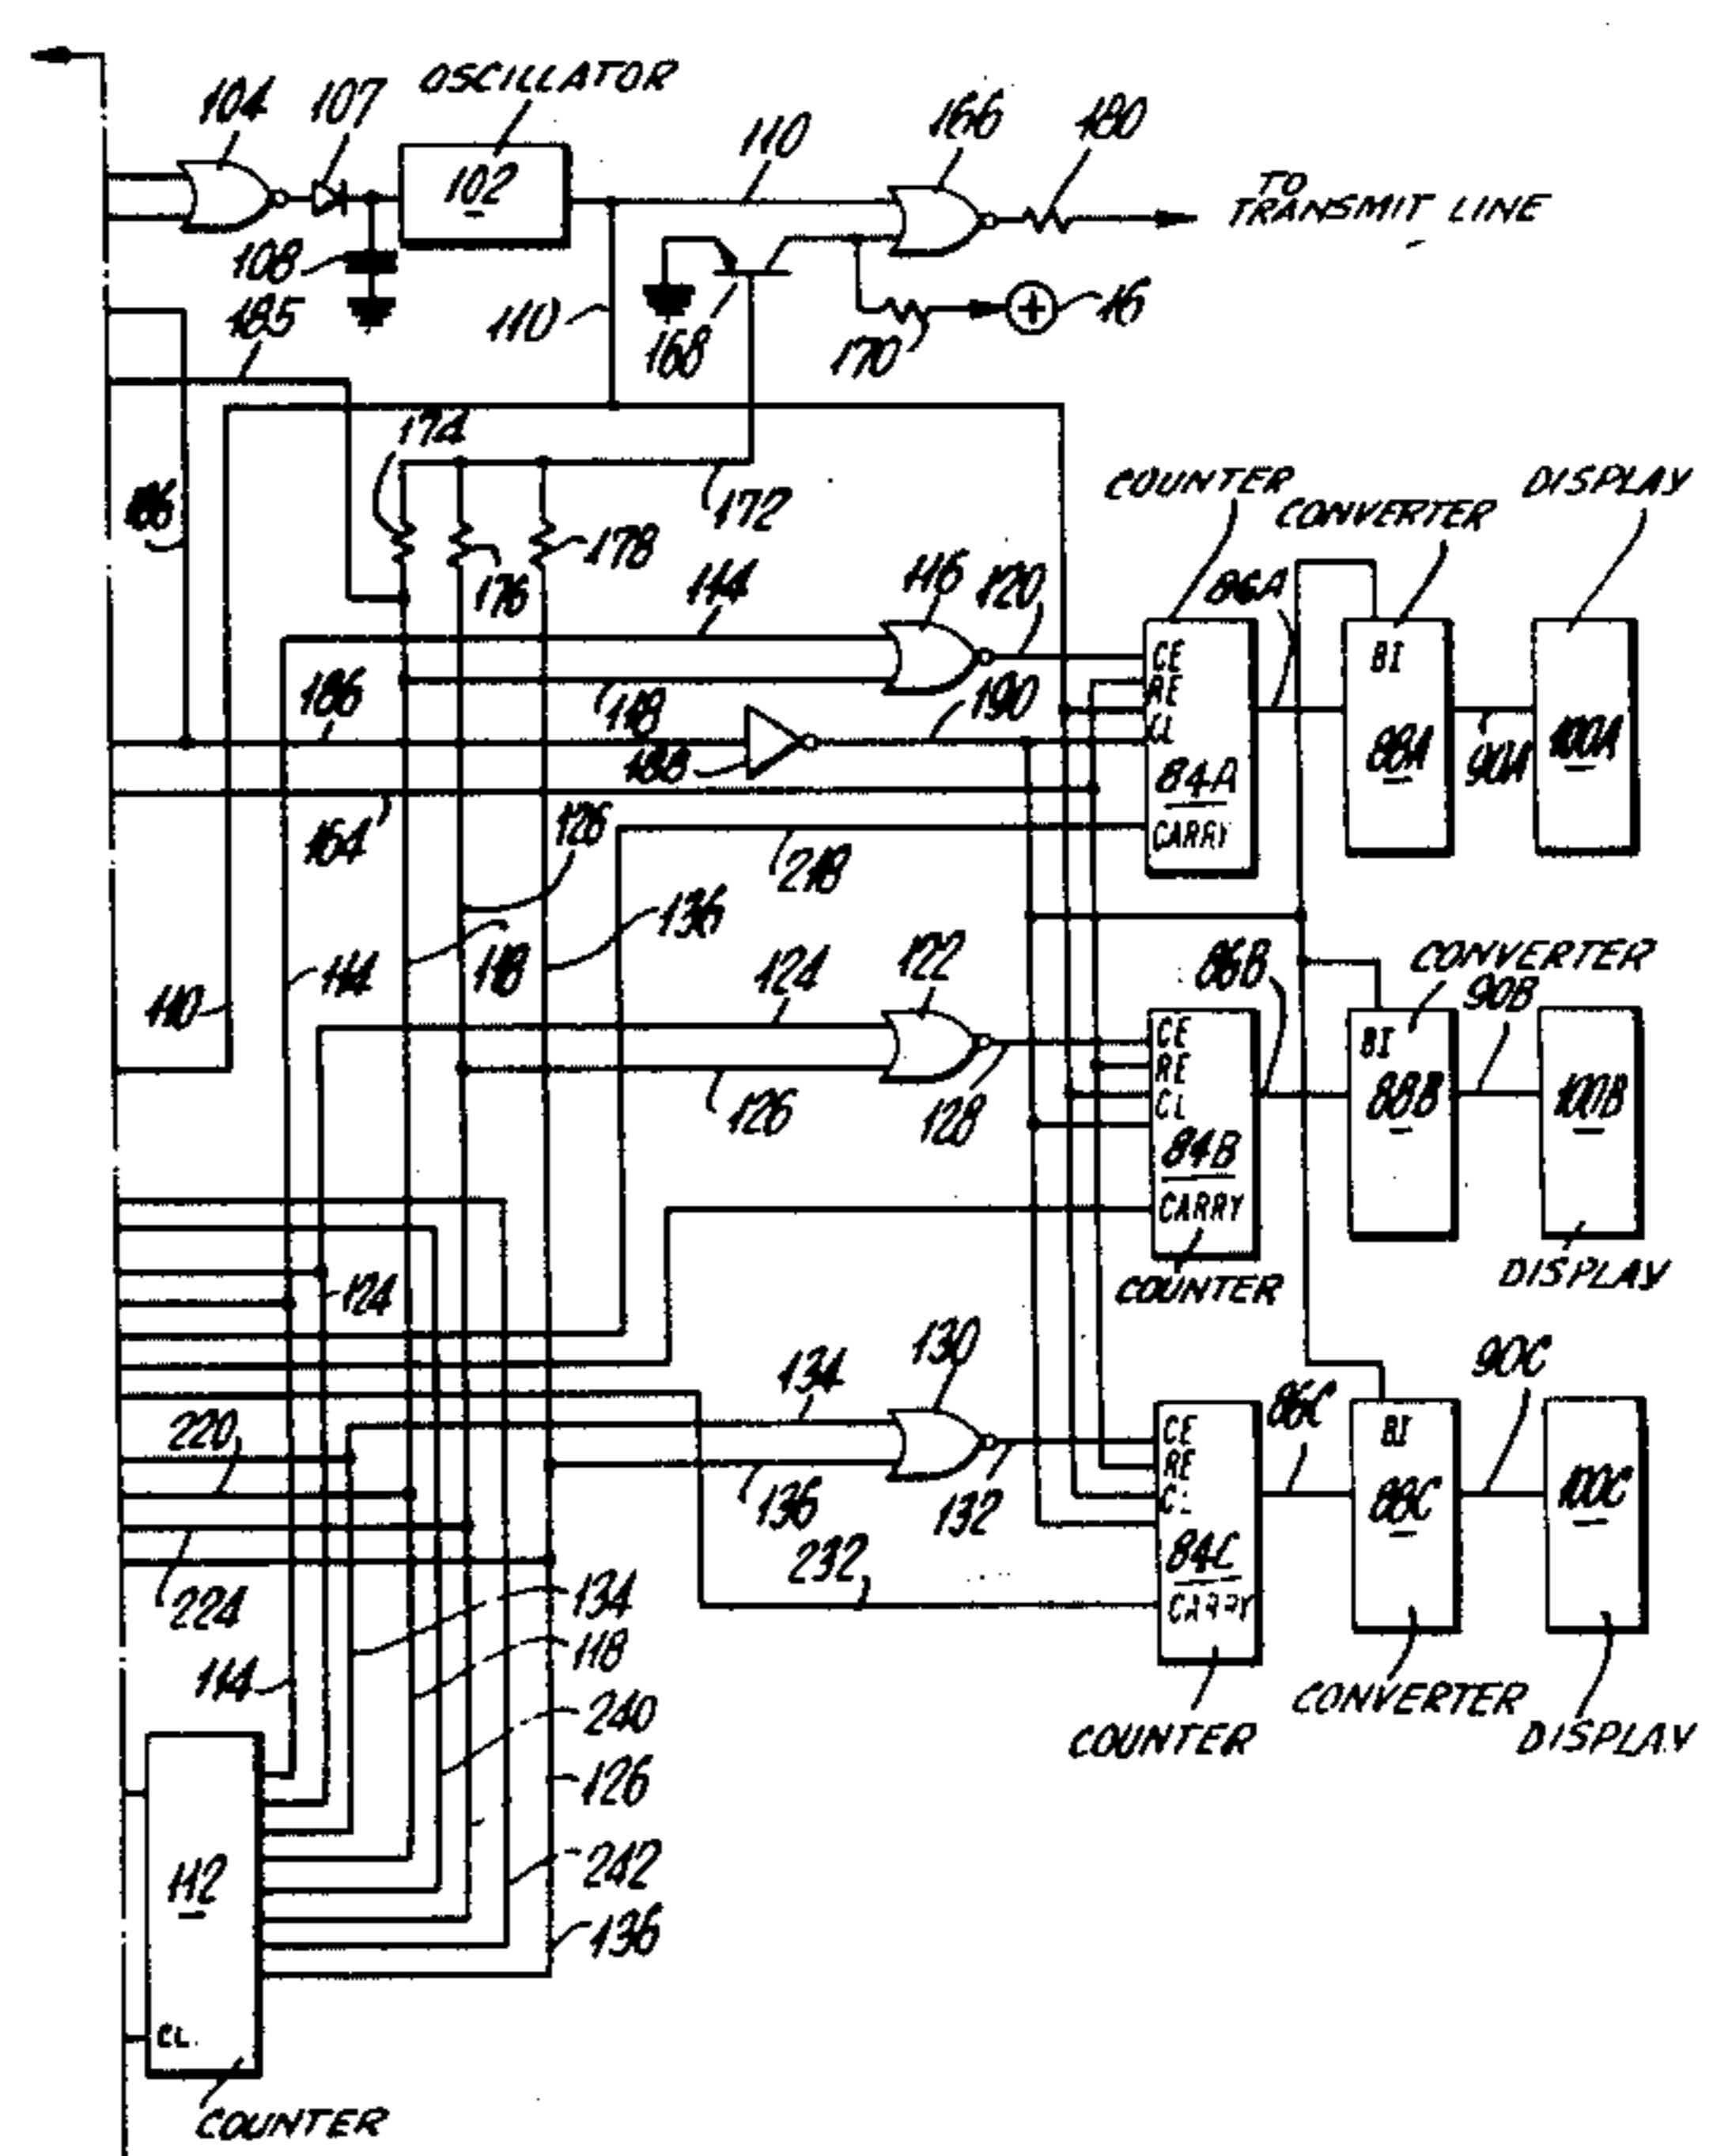 OSCILLATOR
104
107
102
110
166
180
TO
TRANSMIT LINE
108
185
110
168
170
+
16
174
172
186
176
178
COUNTER
CONVERTER
DISPLAY
114
116
120
86A
CE
RE
CL
84A
CARRY
BI
88A
90A
100A
186
118
188
190
164
126
218
136
110
114
118
124
122
86B
CONVERTER
90B
CE
RE
CL
84B
CARRY
BI
88B
100B
126
128
COUNTER
DISPLAY
124
134
130
86C
90C
220
CE
RE
CL
84C
CARRY
BI
88C
100C
136
132
232
224
134
118
114
240
126
242
136
COUNTER
CONVERTER
DISPLAY
112
CL
COUNTER